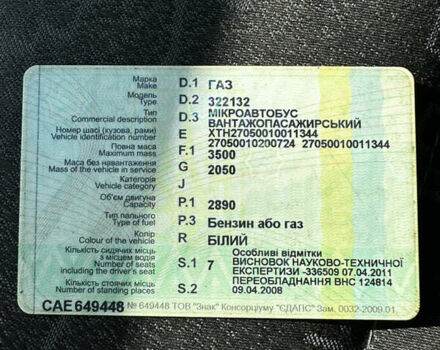 Марка
Make D.1 ГАЗ
Модель
Type D.2 322132
Тип
Commercial description D.3 МІКРОАВТОБУС
ВАНТАЖОПАСАЖИРСЬКИЙ
Номер шасі (кузова, рами)
Vehicle identification number E XTH27050010011344
27050010200724 27050010011344
Повна маса
Maximum mass F.1 3500
Маса без навантаження
Mass of the vehicle in service G 2050
Категорія
Vehicle category J
Об'єм двигуна
Capacity P.1 2890
Тип пального
Type of fuel P.3 Бензин або газ
Колір
Colour of the vehicle R БІЛИЙ
Кількість сидячих місць
з місцем водія
Number of seats
including the driver's seat S.1 7
Особливі відмітки
ВИСНОВОК НАУКОВО-ТЕХНИЧНОЇ
ЕКСПЕРТИЗИ -336509 07.04.2011
ПЕРЕОБЛАДНАННЯ ВНС 124814
09.04.2008
Кількість стоячих місць
Number of standing places S.2
САЕ 649448 № 649448 ТОВ "Знак" Консорціуму "ЄДАПС" Зам. 0032-2009.01